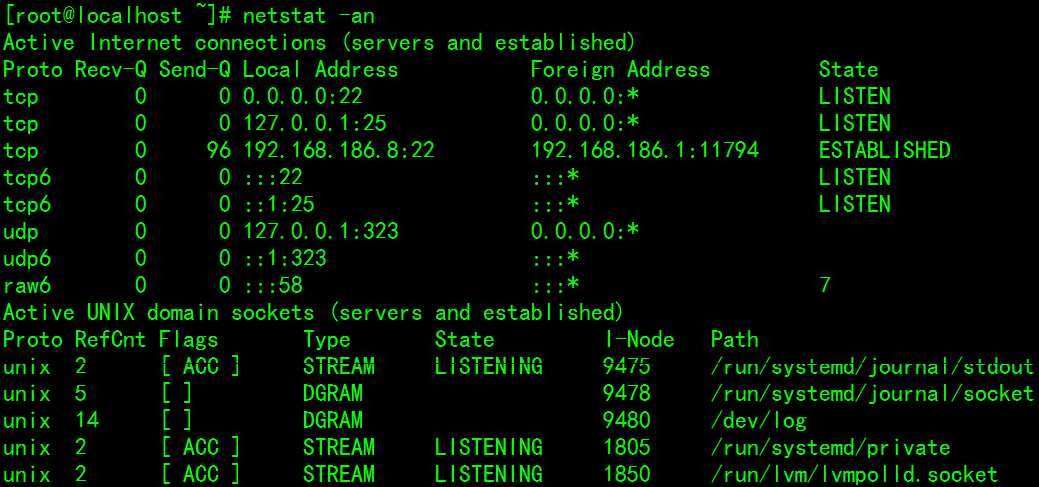 [root@localhost ~]# netstat -an
Active Internet connections (servers and established)
Proto Recv-Q Send-Q Local Address           Foreign Address         State
tcp        0      0 0.0.0.0:22              0.0.0.0:*               LISTEN
tcp        0      0 127.0.0.1:25            0.0.0.0:*               LISTEN
tcp        0     96 192.168.186.8:22        192.168.186.1:11794     ESTABLISHED
tcp6       0      0 :::22                   :::*                    LISTEN
tcp6       0      0 ::1:25                  :::*                    LISTEN
udp        0      0 127.0.0.1:323           0.0.0.0:*
udp6       0      0 ::1:323                 :::*
raw6       0      0 :::58                   :::*                    7
Active UNIX domain sockets (servers and established)
Proto RefCnt Flags       Type       State         I-Node   Path
unix  2      [ ACC ]     STREAM     LISTENING     9475     /run/systemd/journal/stdout
unix  5      [ ]         DGRAM                    9478     /run/systemd/journal/socket
unix  14     [ ]         DGRAM                    9480     /dev/log
unix  2      [ ACC ]     STREAM     LISTENING     1805     /run/systemd/private
unix  2      [ ACC ]     STREAM     LISTENING     1850     /run/lvm/lvmpolld.socket